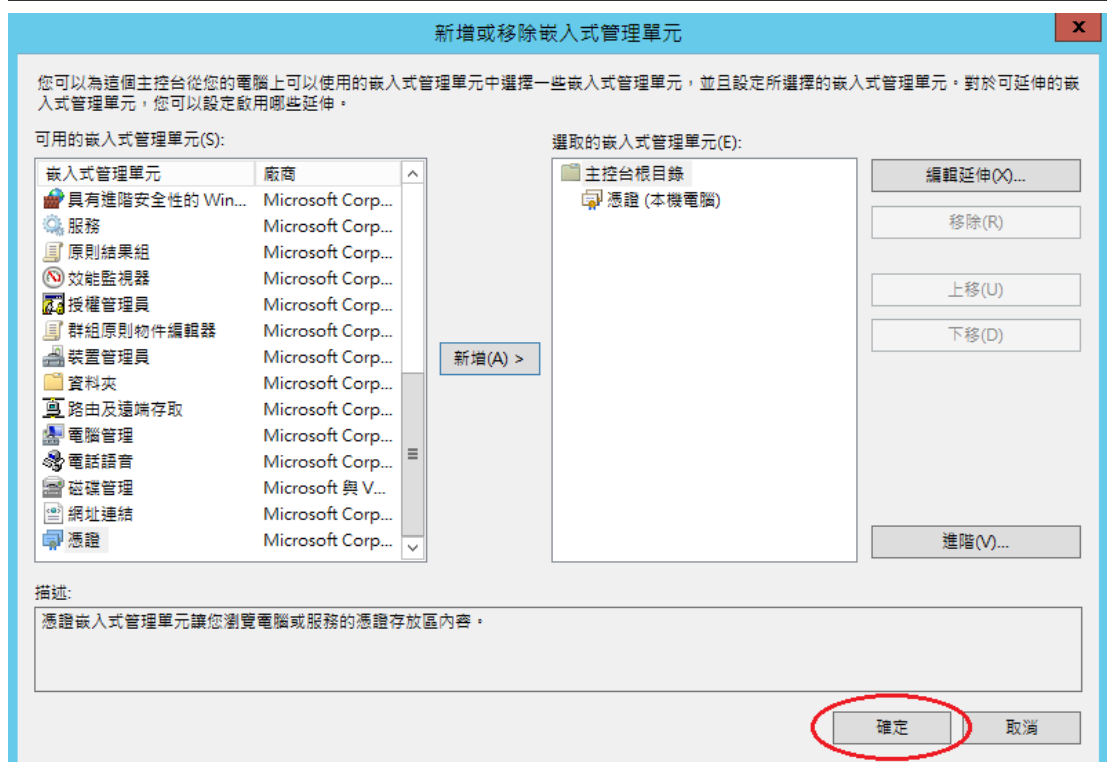 新增或移除嵌入式管理單元
x
您可以為這個主控台從您的電腦上可以使用的嵌入式管理單元中選擇一些嵌入式管理單元，並且設定所選擇的嵌入式管理單元。對於可延伸的嵌
入式管理單元，您可以設定啟用哪些延伸。
可用的嵌入式管理單元(S):
嵌入式管理單元 廠商
具有進階安全性的 Win... Microsoft Corp...
服務 Microsoft Corp...
原則結果組 Microsoft Corp...
效能監視器 Microsoft Corp...
授權管理員 Microsoft Corp...
群組原則物件編輯器 Microsoft Corp...
裝置管理員 Microsoft Corp...
資料夾 Microsoft Corp...
路由及遠端存取 Microsoft Corp...
電腦管理 Microsoft Corp...
電話語音 Microsoft Corp...
磁碟管理 Microsoft 與 V...
網址連結 Microsoft Corp...
憑證 Microsoft Corp...
新增(A) >
選取的嵌入式管理單元(E):
主控台根目錄
憑證 (本機電腦)
編輯延伸(X)...
移除(R)
上移(U)
下移(D)
進階(V)...
描述:
憑證嵌入式管理單元讓您瀏覽電腦或服務的憑證存放區內容。
確定 取消